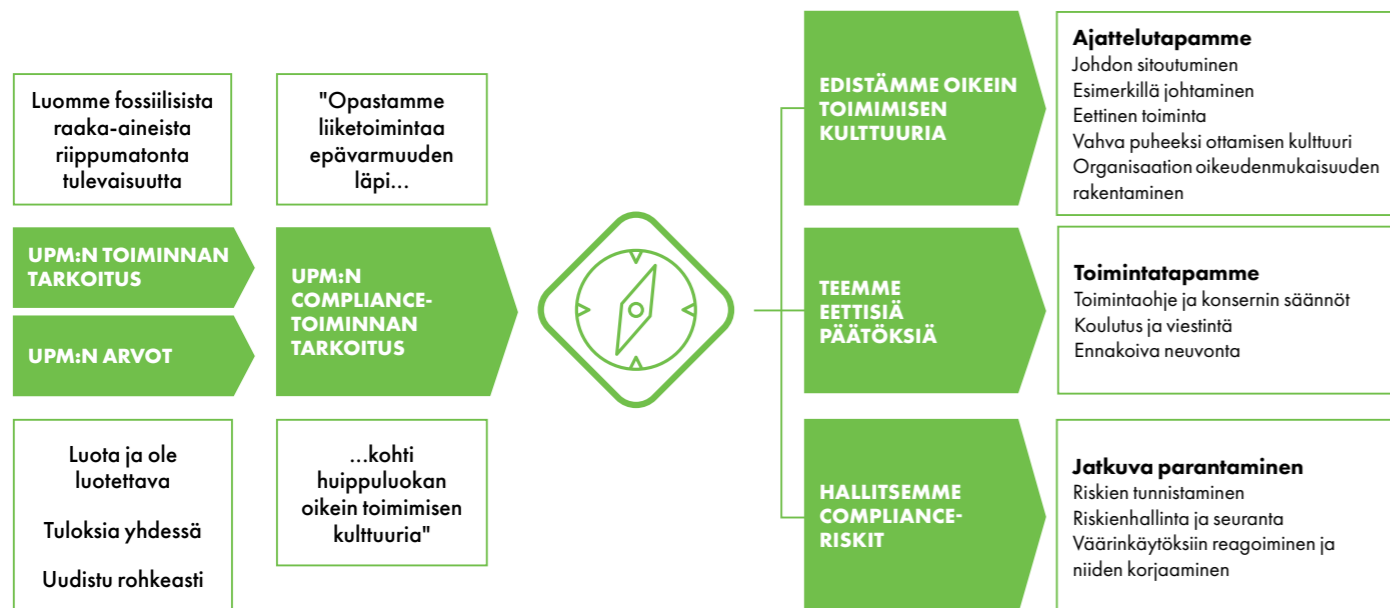 Luomme fossiilisista
raaka-aineista
riippumatonta
tulevaisuutta
UPM:N TOIMINNAN
TARKOITUS
UPM:N ARVOT
Luota ja ole
luotettava
Tuloksia yhdessä
Uudistu rohkeasti
"Opastamme
liiketoimintaa
epävarmuuden
läpi...
UPM:N
COMPLIANCE-
TOIMINNAN
TARKOITUS
...kohti
huippuluokan
oikein toimimisen
kulttuuria"
EDISTÄMME OIKEIN
TOIMIMISEN
KULTTUURIA
Ajattelutapamme
Johdon sitoutuminen
Esimerkillä johtaminen
Eettinen toiminta
Vahva puheeksi ottamisen kulttuuri
Organisaation oikeudenmukaisuuden
rakentaminen
TEEMME
EETTISIÄ
PÄÄTÖKSIÄ
Toimintatapamme
Toimintaohje ja konsernin säännöt
Koulutus ja viestintä
Ennakoiva neuvonta
HALLITSEMME
COMPLIANCE-
RISKIT
Jatkuva parantaminen
Riskien tunnistaminen
Riskienhallinta ja seuranta
Väärinkäytöksiin reagoiminen ja
niiden korjaaminen